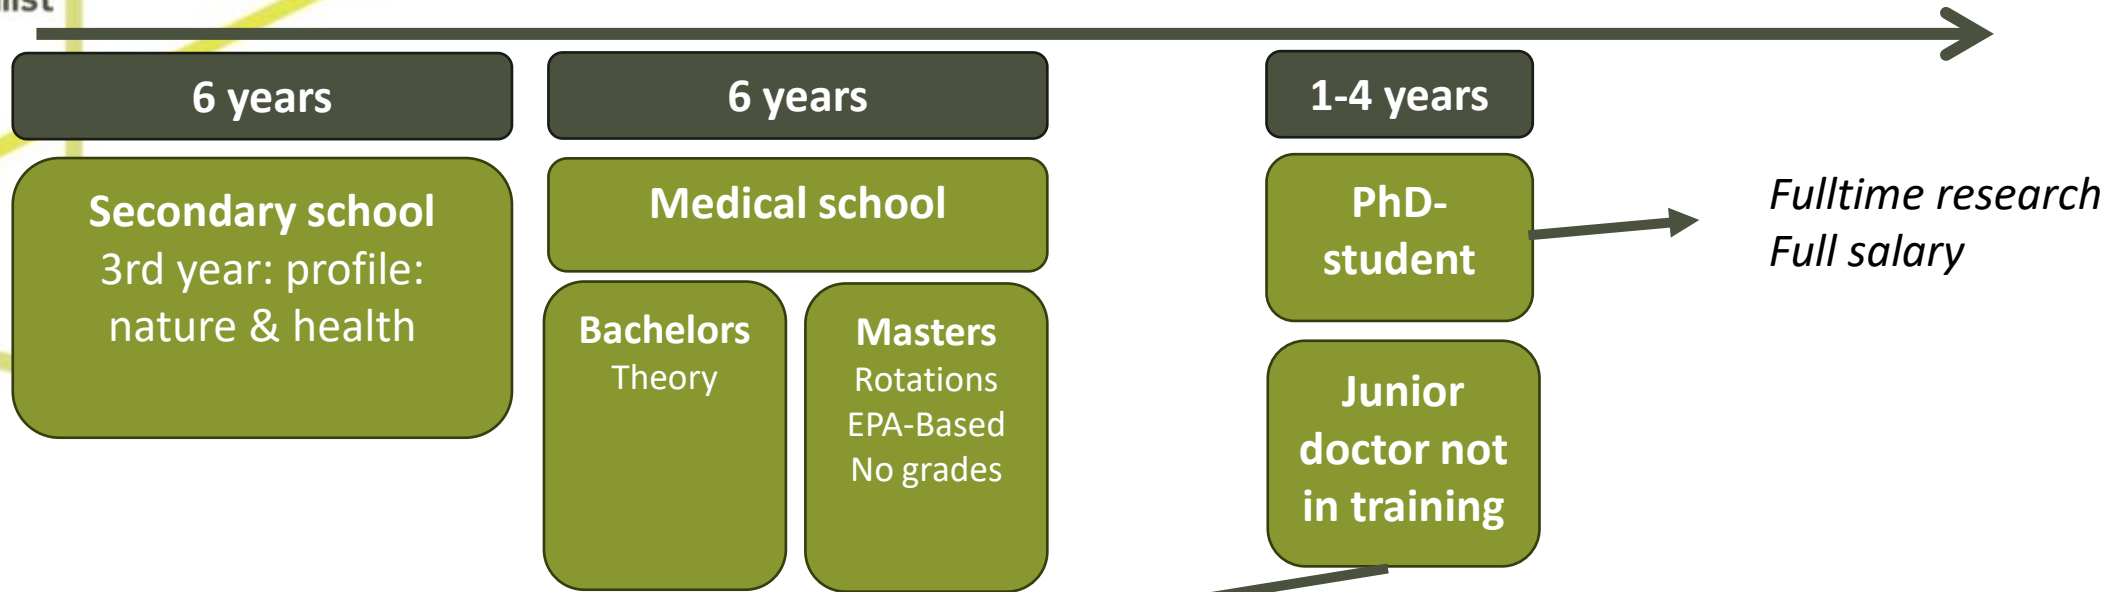 6 years
Secondary school
3rd year: profile:
nature & health
6 years
Medical school
Bachelors
Theory
Masters
Rotations
EPA-Based
No grades
1-4 years
PhD-
student
Junior
doctor not
in training
Fulltime research
Full salary